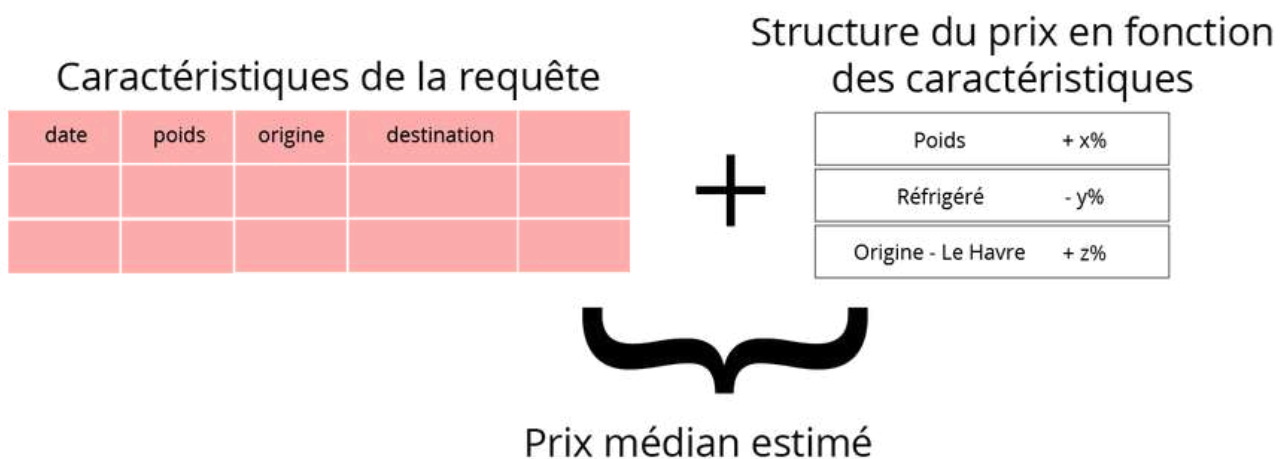 Structure du prix en fonction
des caractéristiques
Caractéristiques de la requête
date poids origine destination
+
Poids + x%
Réfrigéré - y%
Origine - Le Havre + z%
Prix médian estimé